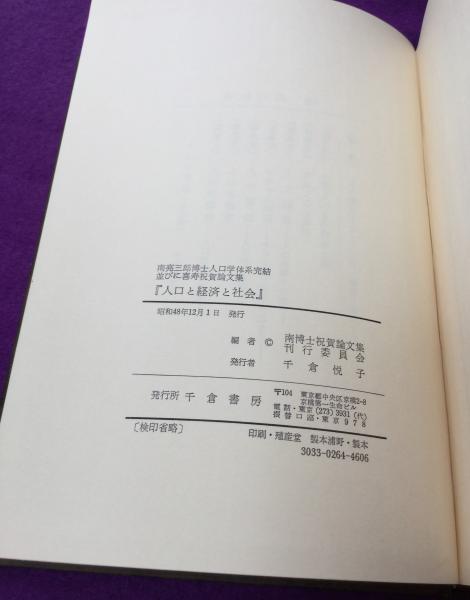 南亮三郎博士人口学体系完結
並びに喜寿祝賀論文集
『人口と経済と社会』
昭和48年12月1日 発行
編者 © 南博士祝賀論文集
刊行委員会
発行者 千倉悦子
発行所 千倉書房
〒104 東京都中央区京橋2-8
京橋第一生命ビル
電話・東京(273)3931(代)
振替口座・東京978
〔検印省略〕 印刷・殖産堂 製本浦野・製本
3033-0264-4606